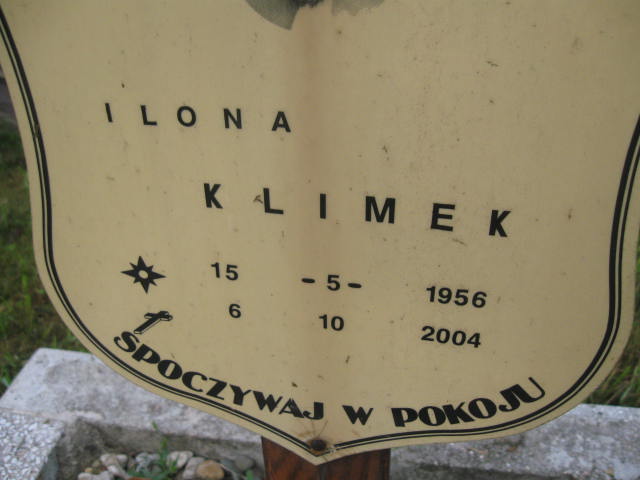 ILONA
KLIMEK
15 -5- 1956
6 10 2004
SPOCZYWAJ W POKOJU